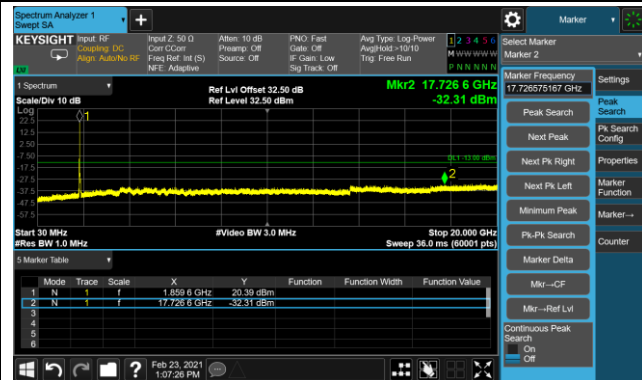 Spectrum Analyzer 1
Swept SA
Marker
KEYSIGHT
Input: RF
Coupling: DC
Align: Auto/No RF
Input Z: 50 Ω
Corr CCorr
Freq Ref: Int (S)
NFE: Adaptive
Atten: 10 dB
Preamp: Off
Source: Off
PNO: Fast
Gate: Off
IF Gain: Low
Sig Track: Off
Avg Type: Log-Power
Avg|Hold:>10/10
Trig: Free Run
1 2 3 4 5 6
M W W W W W
P N N N N N
Select Marker
Marker 2
1 Spectrum
Scale/Div 10 dB
Log
Ref Lvl Offset 32.50 dB
Ref Level 32.50 dBm
Mkr2 17.726 6 GHz
-32.31 dBm
22.5
12.5
2.50
-7.50
-17.5
-27.5
-37.5
-47.5
-57.5
1
DL1 -13.00 dBm
2
Start 30 MHz
#Res BW 1.0 MHz
#Video BW 3.0 MHz
Stop 20.000 GHz
Sweep 36.0 ms (60001 pts)
Marker Frequency
17.726575167 GHz
Peak Search
Next Peak
Next Pk Right
Next Pk Left
Minimum Peak
Pk-Pk Search
Marker Delta
Mkr→CF
Mkr→Ref Lvl
Continuous Peak
Search
On
Off
Settings
Peak
Search
Pk Search
Config
Properties
Marker
Function
Marker→
Counter
5 Marker Table
Mode Trace Scale X Y Function Function Width Function Value
1 N 1 f 1.859 6 GHz 20.39 dBm
2 N 1 f 17.726 6 GHz -32.31 dBm
3
4
5
6
?
Feb 23, 2021
1:07:26 PM